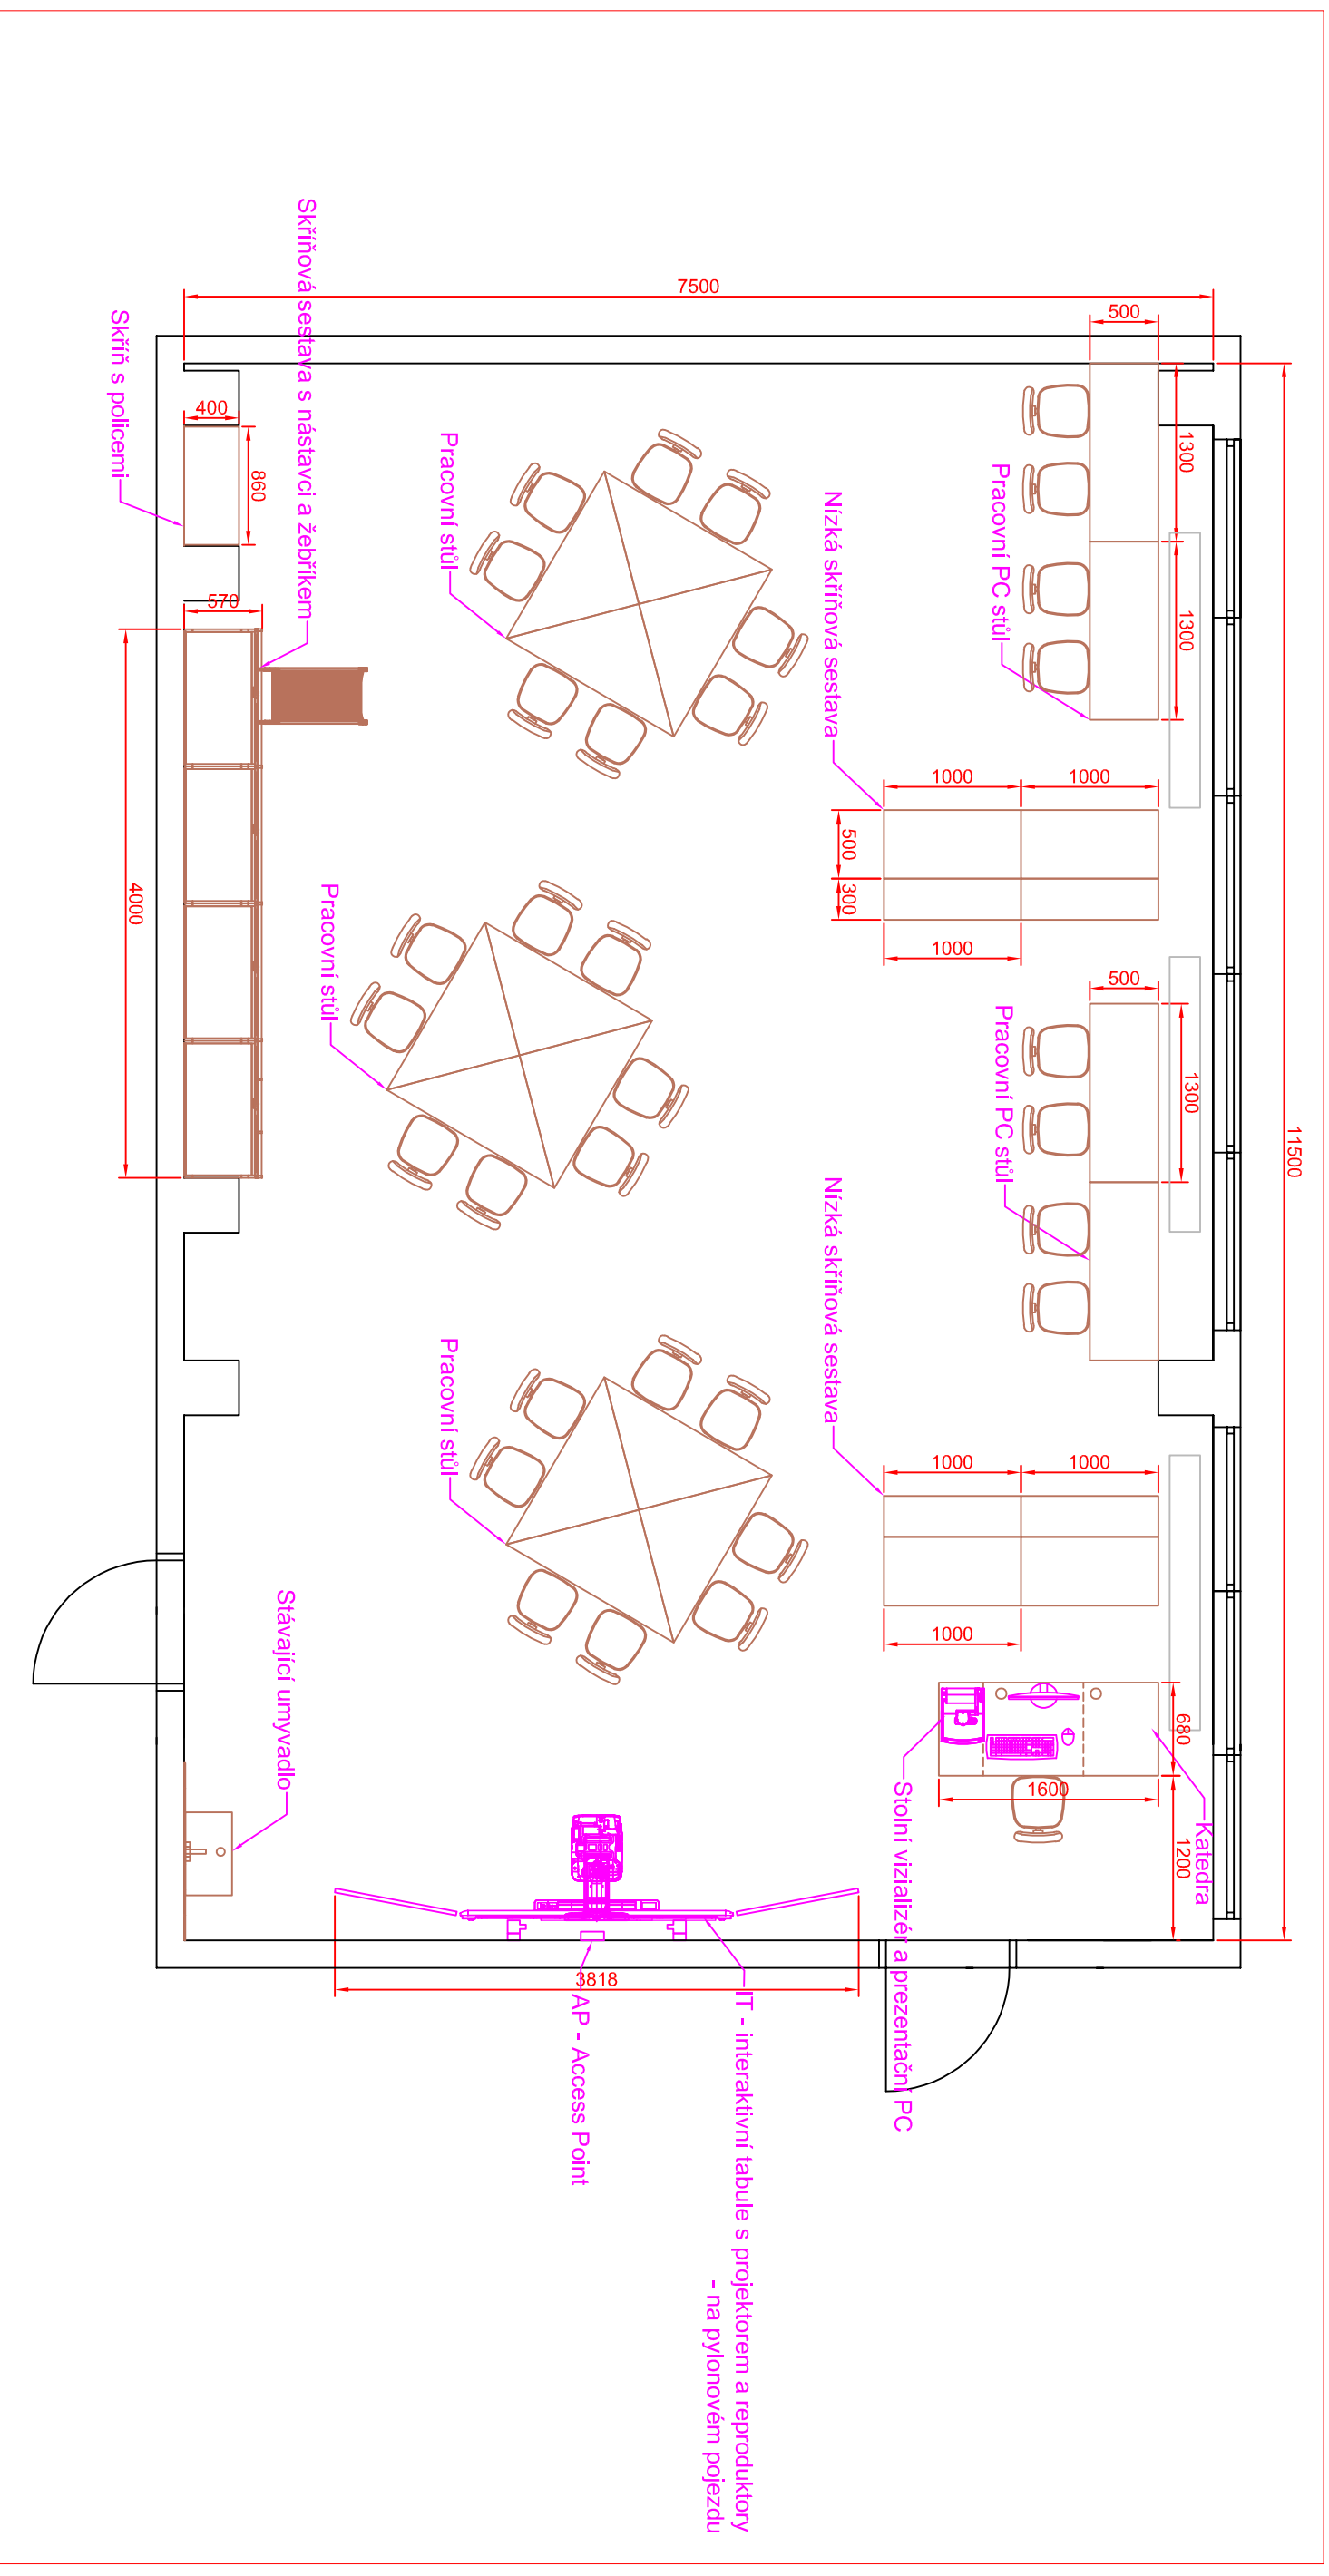 7500
500
11500
1300
1300
Pracovní PC stůl
Skříňová sestava s nástavci a žebříkem
Skříň s policemi
400
860
570
4000
Pracovní stůl
Nízká skříňová sestava
1000
1000
500
300
1000
Pracovní stůl
500
1300
Pracovní PC stůl
Nízká skříňová sestava
Pracovní stůl
1000
1000
1000
680
1600
1200
Katedra
Stolní vizializér a prezentační PC
Stávající umyvadlo
3818
AP - Access Point
IT - interaktivní tabule s projektorem a reproduktory
- na pylonovém pojezdu